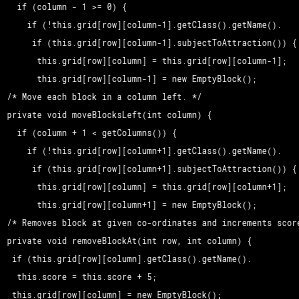 if (column - 1 >= 0) {
if (!this.grid[row][column-1].getClass().getName().
if (this.grid[row][column-1].subjectToAttraction()) {
this.grid[row][column] = this.grid[row][column-1];
this.grid[row][column-1] = new EmptyBlock();
/* Move each block in a column left. */
private void moveBlocksLeft(int column) {
if (column + 1 < getColumns()) {
if (!this.grid[row][column+1].getClass().getName().
if (this.grid[row][column+1].subjectToAttraction()) {
this.grid[row][column] = this.grid[row][column+1];
this.grid[row][column+1] = new EmptyBlock();
/* Removes block at given co-ordinates and increments score
private void removeBlockAt(int row, int column) {
if (this.grid[row][column].getClass().getName().
this.score = this.score + 5;
this.grid[row][column] = new EmptyBlock();